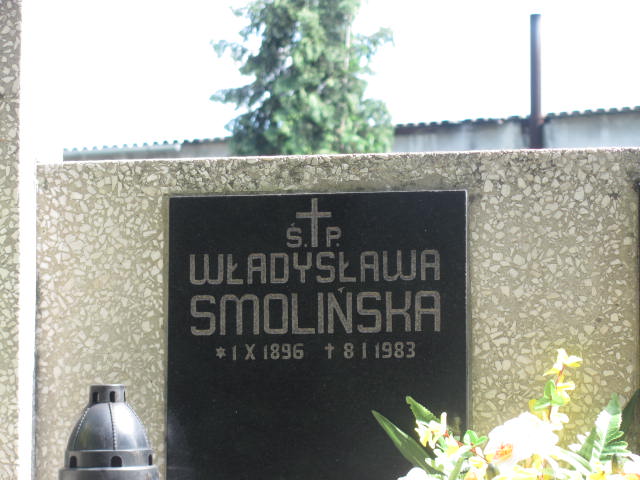 Ś.✝P.
WŁADYSŁAWA
SMOLIŃSKA
✡1 X 1896 ✝8 I 1983